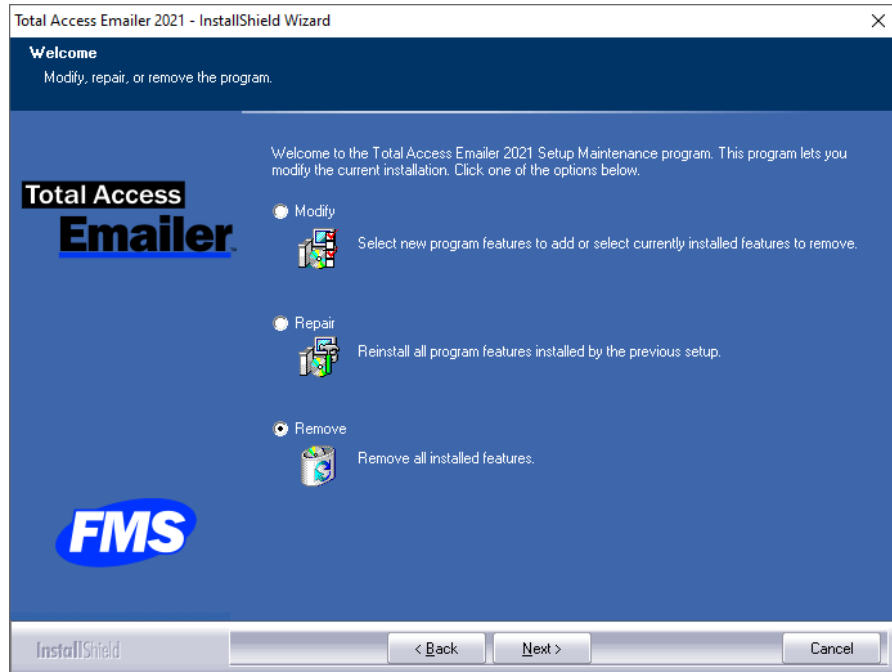 Total Access Emailer 2021 - InstallShield Wizard
Welcome
Modify, repair, or remove the program.
Welcome to the Total Access Emailer 2021 Setup Maintenance program. This program lets you
modify the current installation. Click one of the options below.
Total Access
Emailer™
Modify
Select new program features to add or select currently installed features to remove.
Repair
Reinstall all program features installed by the previous setup.
Remove
Remove all installed features.
FMS
InstallShield
< Back
Next >
Cancel